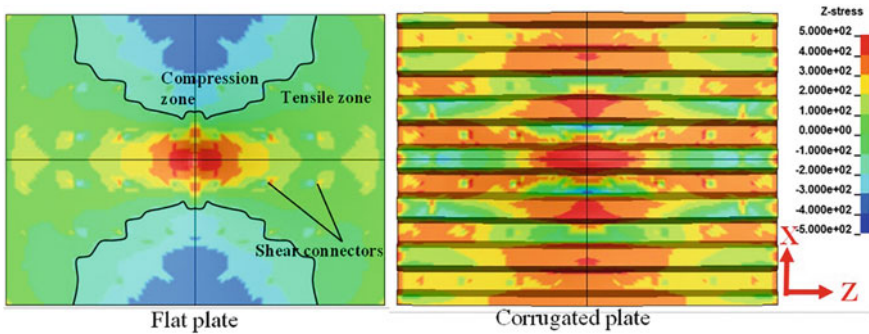 Compression
zone
Tensile zone
Shear connectors
Flat plate
Corrugated plate
Z-stress
5.000e+02
4.000e+02
3.000e+02
2.000e+02
1.000e+02
0.000e+00
-1.000e+02
-2.000e+02
-3.000e+02
-4.000e+02
-5.000e+02
X
Z